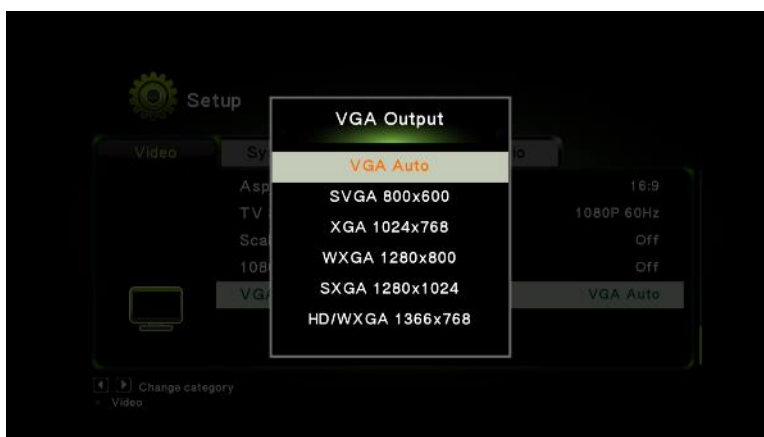 Setup
VGA Output
Video
VGA Auto
16:9
SVGA 800x600
1080P 60Hz
XGA 1024x768
Off
WXGA 1280x800
Off
SXGA 1280x1024
VGA Auto
HD/WXGA 1366x768
Change category
Video